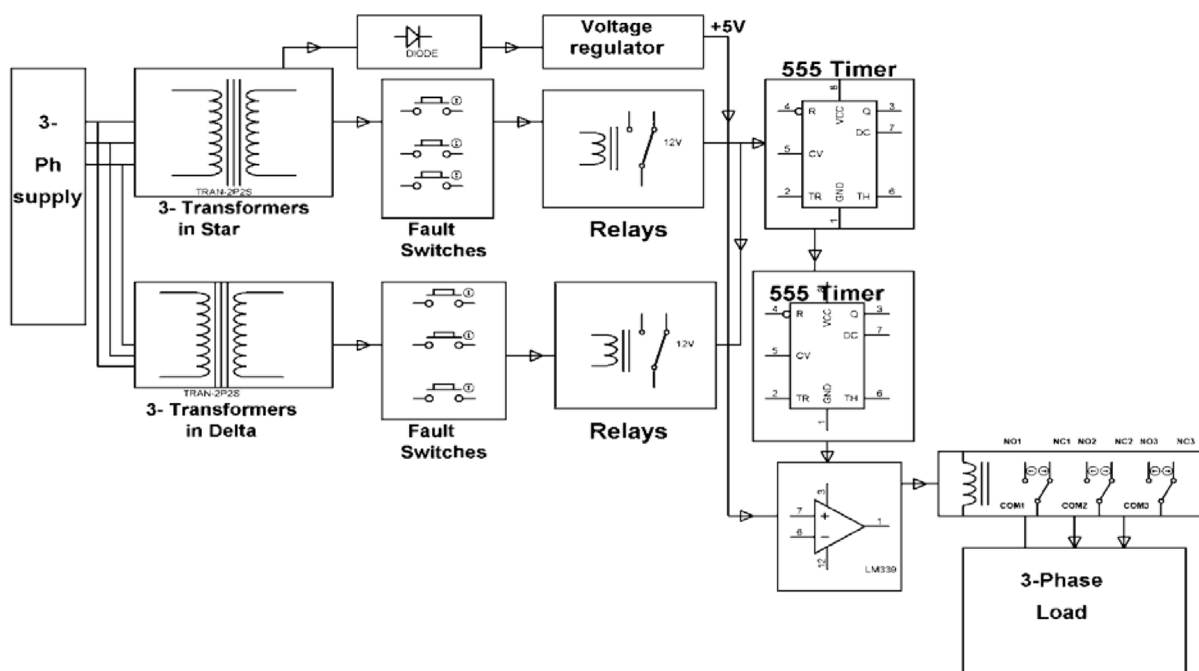 DIODE
Voltage
regulator
+5V
3-
Ph
supply
TRAN-2P2S
3- Transformers
in Star
Fault
Switches
12V
Relays
555 Timer
8
VCC
4
R
Q
3
DC
7
5
CV
2
TR
GND
TH
6
1
TRAN-2P2S
3- Transformers
in Delta
Fault
Switches
12V
Relays
555 Timer
8
VCC
4
R
Q
3
DC
7
5
CV
2
TR
GND
TH
6
1
3
7
+
1
6
−
12
LM339
NO1 NC1 NO2 NC2 NO3 NC3
COM1 COM2 COM3
3-Phase
Load